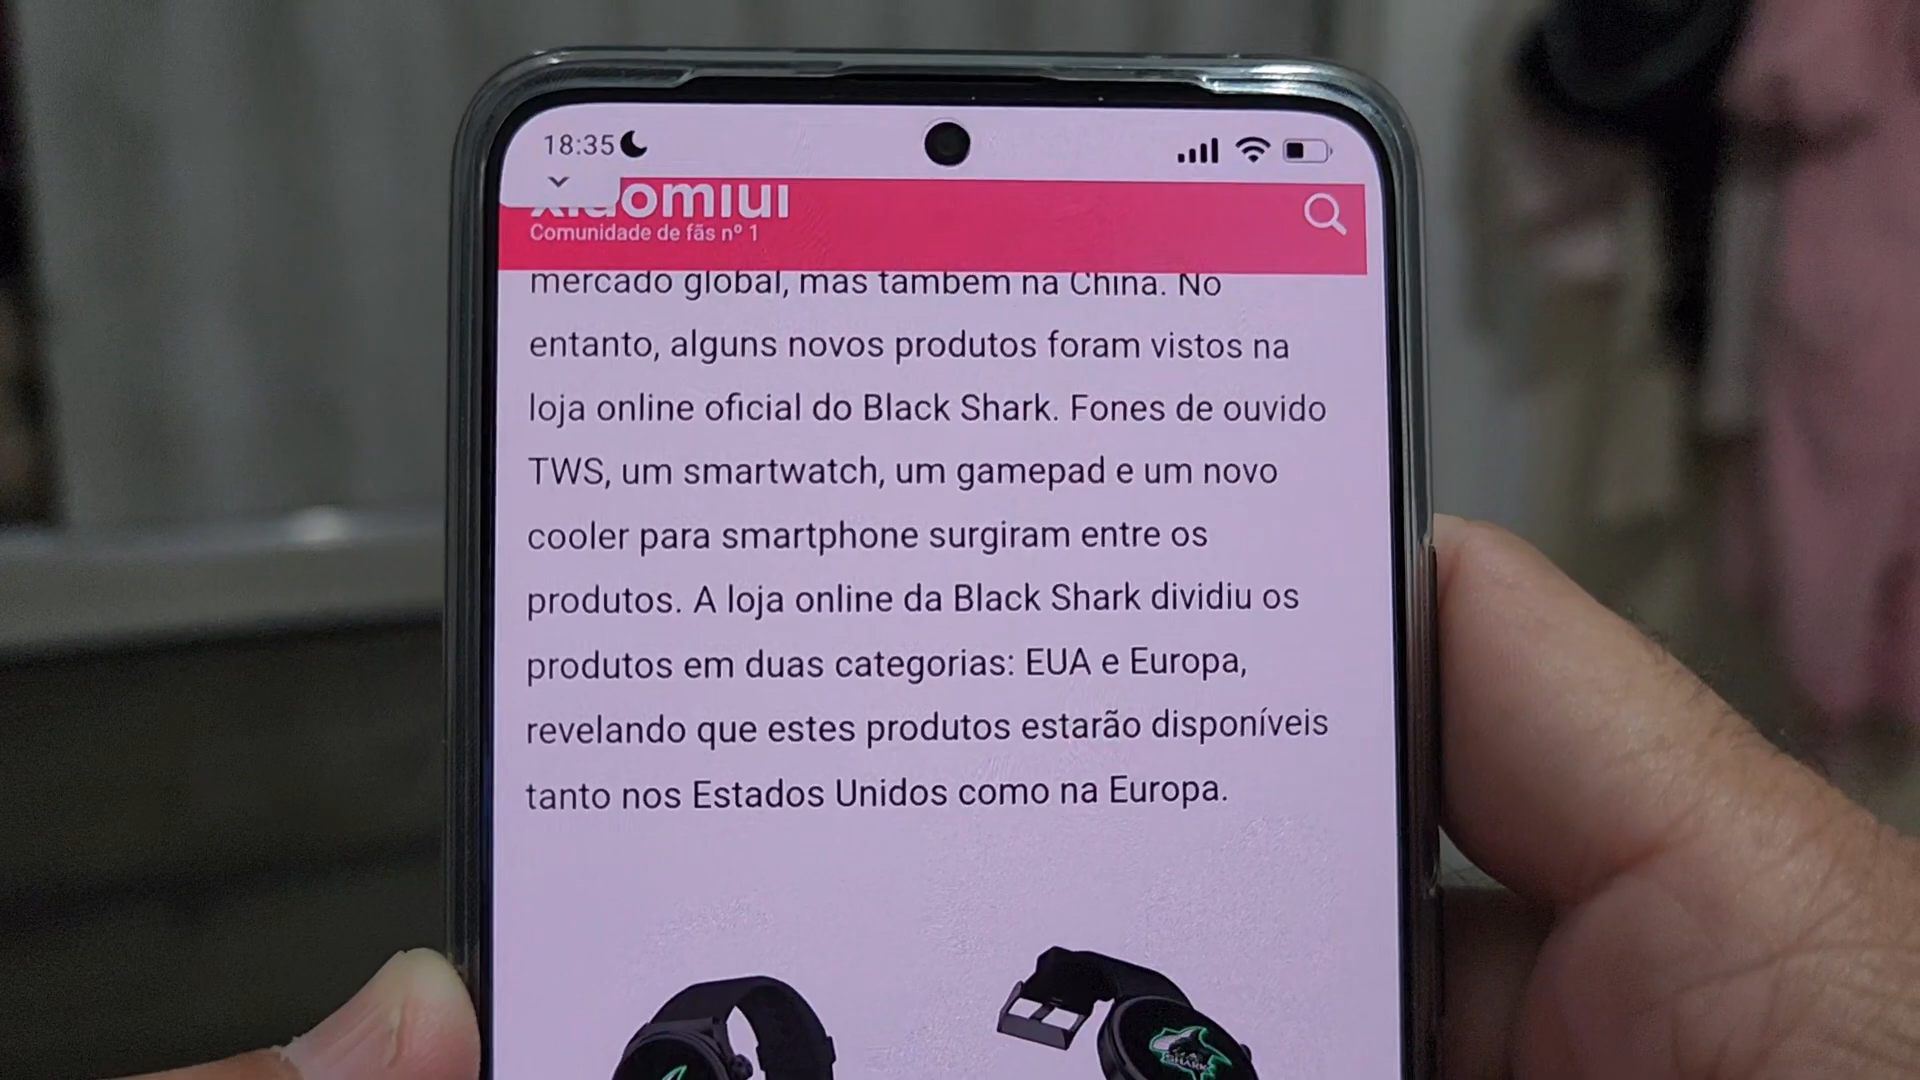 18:35
xiaomiui
Comunidade de fãs nº 1
mercado global, mas também na China. No
entanto, alguns novos produtos foram vistos na
loja online oficial do Black Shark. Fones de ouvido
TWS, um smartwatch, um gamepad e um novo
cooler para smartphone surgiram entre os
produtos. A loja online da Black Shark dividiu os
produtos em duas categorias: EUA e Europa,
revelando que estes produtos estarão disponíveis
tanto nos Estados Unidos como na Europa.
SHARK